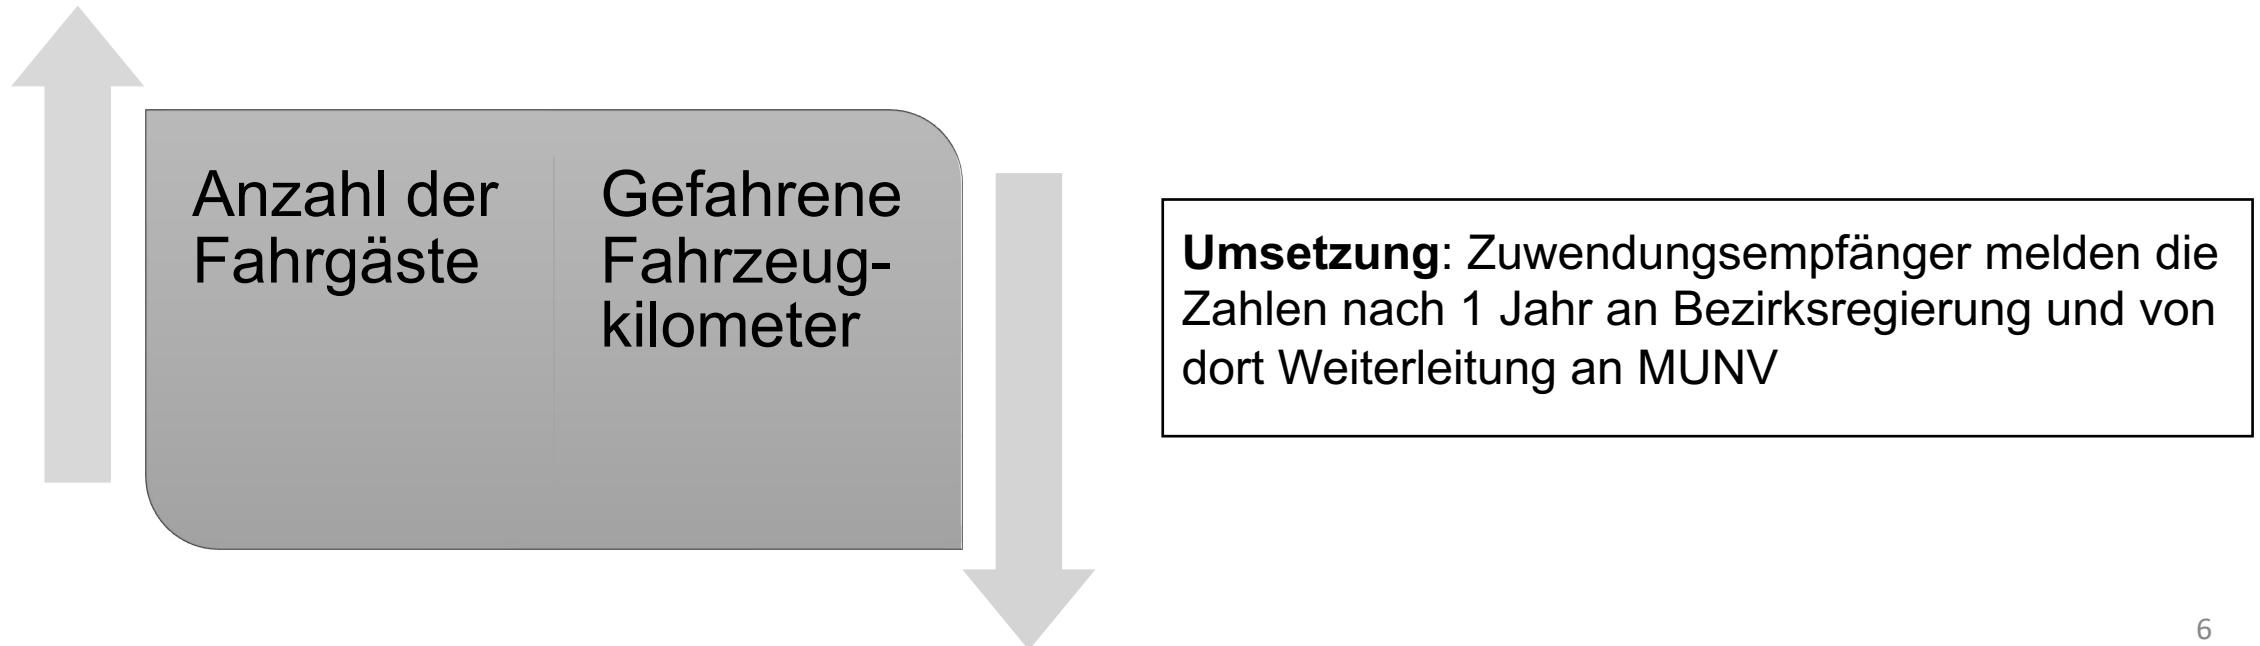 Anzahl der
Fahrgäste
Gefahrene
Fahrzeug-
kilometer
Umsetzung: Zuwendungsempfänger melden die
Zahlen nach 1 Jahr an Bezirksregierung und von
dort Weiterleitung an MUNV
6